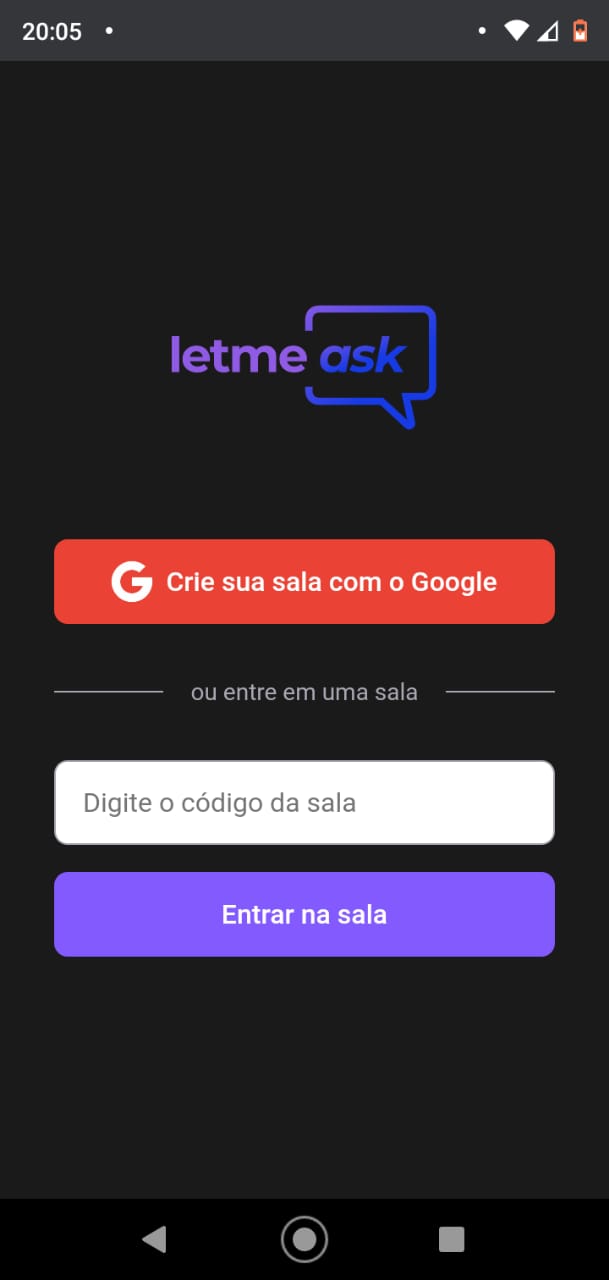 20:05
letme ask
Crie sua sala com o Google
ou entre em uma sala
Digite o código da sala
Entrar na sala